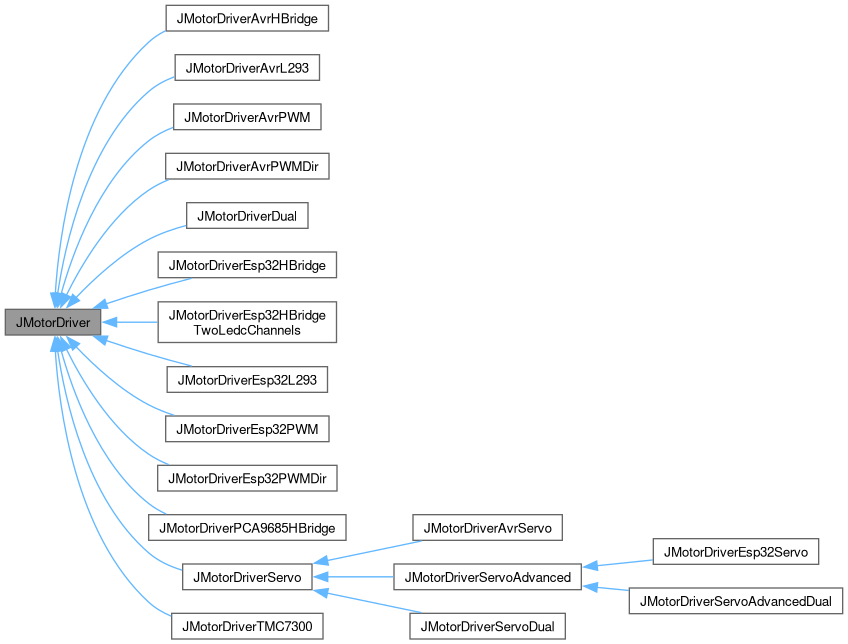 JMotorDriver
JMotorDriverAvrHBridge
JMotorDriverAvrL293
JMotorDriverAvrPWM
JMotorDriverAvrPWMDir
JMotorDriverDual
JMotorDriverEsp32HBridge
JMotorDriverEsp32HBridge
TwoLedcChannels
JMotorDriverEsp32L293
JMotorDriverEsp32PWM
JMotorDriverEsp32PWMDir
JMotorDriverPCA9685HBridge
JMotorDriverServo
JMotorDriverTMC7300
JMotorDriverAvrServo
JMotorDriverServoAdvanced
JMotorDriverServoDual
JMotorDriverEsp32Servo
JMotorDriverServoAdvancedDual